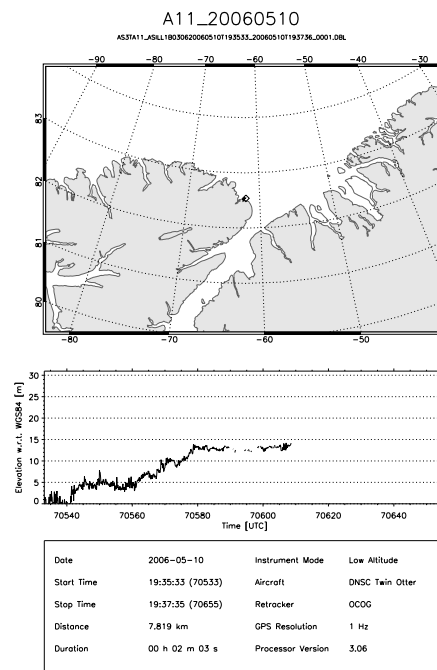 A11_20060510
AS3TA11_ASILL1B030620060510T193533_20060510T193736_0001.DBL
-90 -80 -70 -60 -50 -40 -30
83
82
81
80
-80 -70 -60 -50
Elevation w.r.t. WGS84 [m]
30
25
20
15
10
5
0
70540 70560 70580 70600 70620 70640
Time [UTC]
Date 2006-05-10 Instrument Mode Low Altitude
Start Time 19:35:33 (70533) Aircraft DNSC Twin Otter
Stop Time 19:37:35 (70655) Retracker OCOG
Distance 7.819 km GPS Resolution 1 Hz
Duration 00 h 02 m 03 s Processor Version 3.06